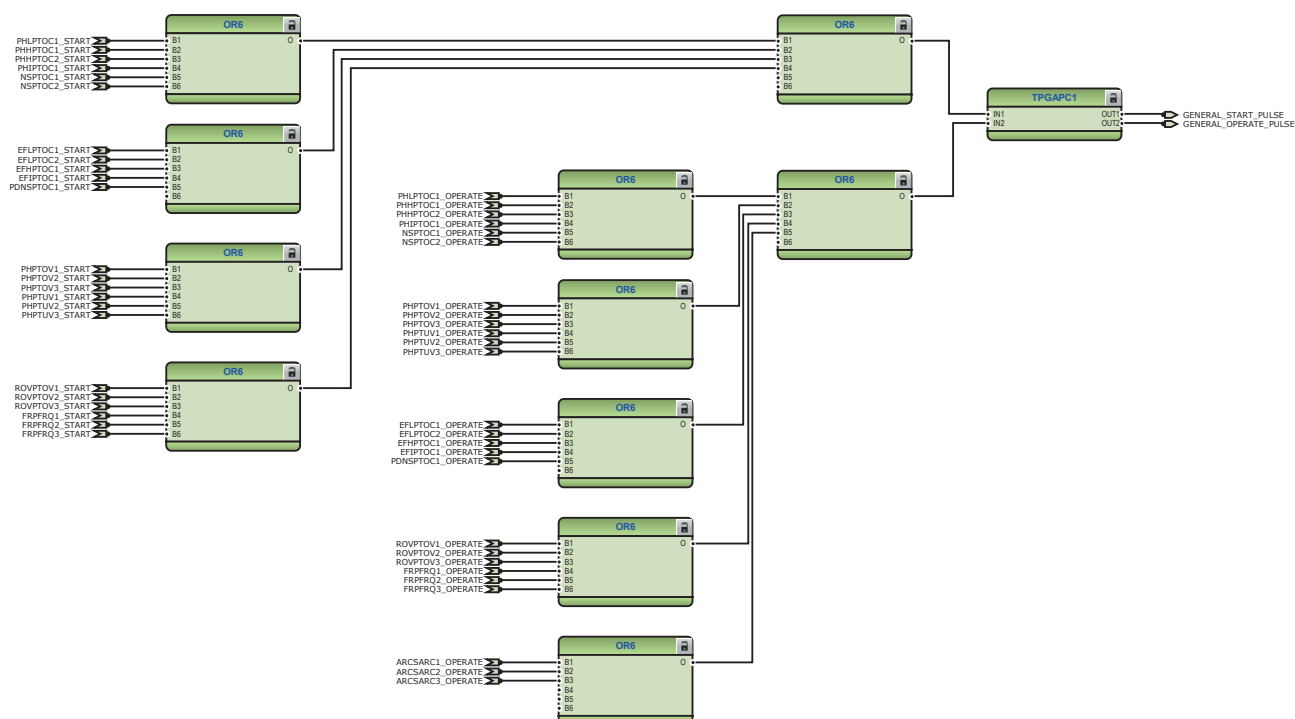 OR6
PHLPTOC1_START B1 O
PHHPTOC1_START B2
PHHPTOC2_START B3
PHIPTOC1_START B4
NSPTOC1_START B5
NSPTOC2_START B6
OR6
EFLPTOC1_START B1 O
EFLPTOC2_START B2
EFHPTOC1_START B3
EFIPTOC1_START B4
PDNSPTOC1_START B5
B6
OR6
PHPTOV1_START B1 O
PHPTOV2_START B2
PHPTOV3_START B3
PHPTUV1_START B4
PHPTUV2_START B5
PHPTUV3_START B6
OR6
ROVPTOV1_START B1 O
ROVPTOV2_START B2
ROVPTOV3_START B3
FRPFRQ1_START B4
FRPFRQ2_START B5
FRPFRQ3_START B6
OR6
B1 O
B2
B3
B4
B5
B6
OR6
PHLPTOC1_OPERATE B1 O
PHHPTOC1_OPERATE B2
PHHPTOC2_OPERATE B3
PHIPTOC1_OPERATE B4
NSPTOC1_OPERATE B5
NSPTOC2_OPERATE B6
OR6
PHPTOV1_OPERATE B1 O
PHPTOV2_OPERATE B2
PHPTOV3_OPERATE B3
PHPTUV1_OPERATE B4
PHPTUV2_OPERATE B5
PHPTUV3_OPERATE B6
OR6
EFLPTOC1_OPERATE B1 O
EFLPTOC2_OPERATE B2
EFHPTOC1_OPERATE B3
EFIPTOC1_OPERATE B4
PDNSPTOC1_OPERATE B5
B6
OR6
ROVPTOV1_OPERATE B1 O
ROVPTOV2_OPERATE B2
ROVPTOV3_OPERATE B3
FRPFRQ1_OPERATE B4
FRPFRQ2_OPERATE B5
FRPFRQ3_OPERATE B6
OR6
ARCSARC1_OPERATE B1 O
ARCSARC2_OPERATE B2
ARCSARC3_OPERATE B3
B4
B5
B6
OR6
B1 O
B2
B3
B4
B5
B6
TPGAPC1
IN1 OUT1 GENERAL_START_PULSE
IN2 OUT2 GENERAL_OPERATE_PULSE